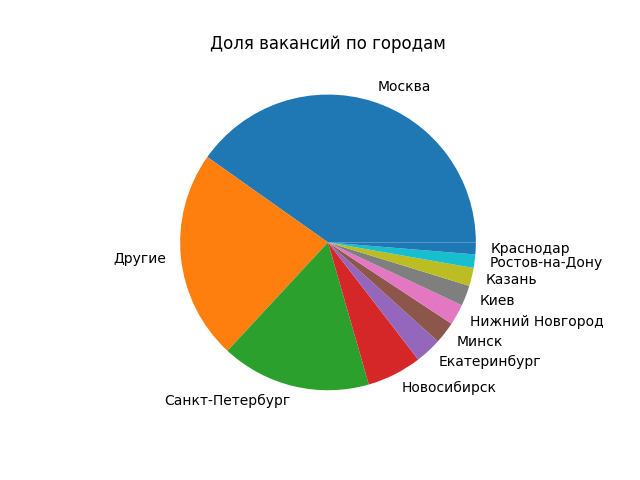 Доля вакансий по городам
Москва
Другие
Санкт-Петербург
Новосибирск
Екатеринбург
Минск
Нижний Новгород
Киев
Казань
Ростов-на-Дону
Краснодар